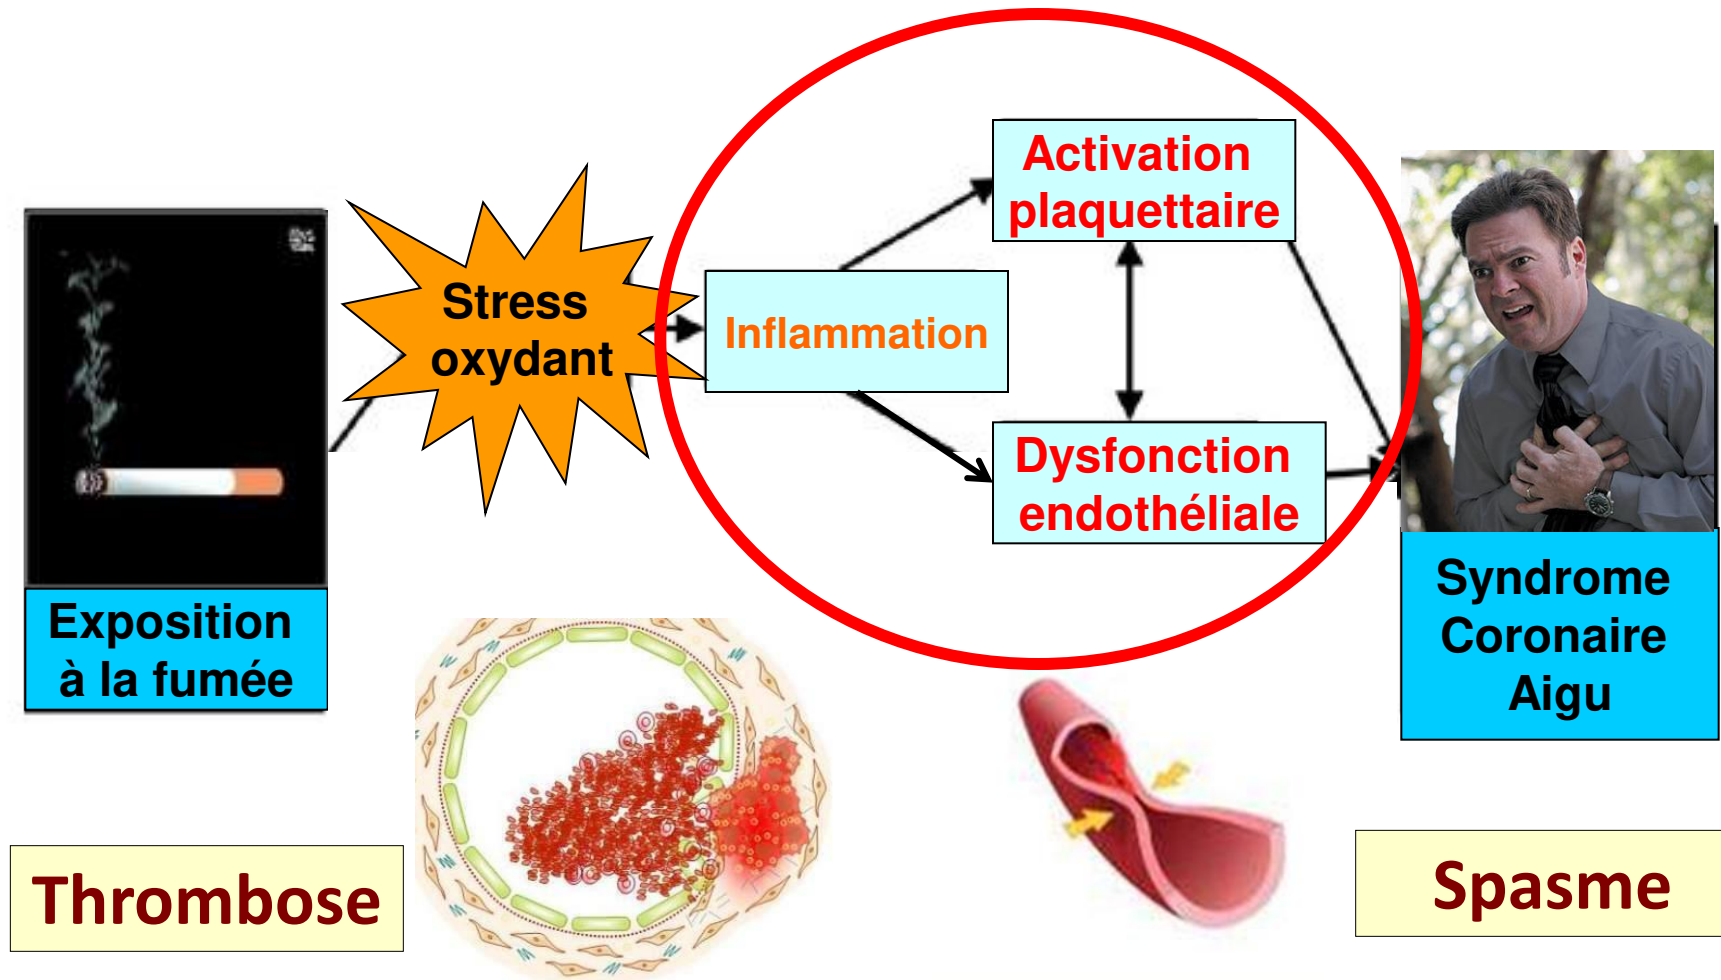 Activation
plaquettaire
Stress
oxydant
Inflammation
Dysfonction
endothéliale
Exposition
à la fumée
Syndrome
Coronaire
Aigu
Thrombose
Spasme